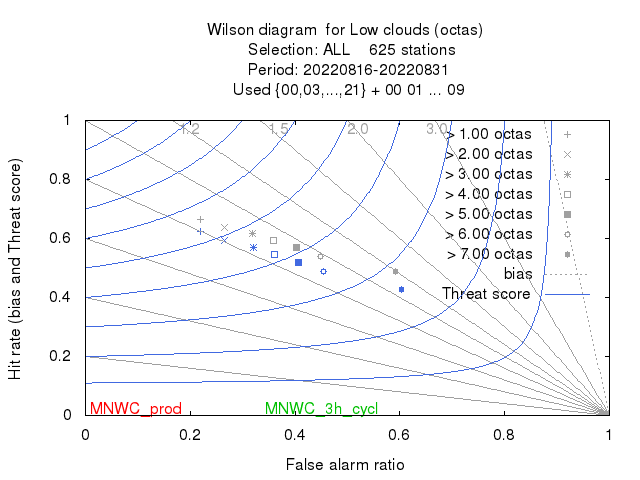 Wilson diagram for Low clouds (octas)
Selection: ALL 625 stations
Period: 20220816-20220831
Used {00,03,...,21} + 00 01 ... 09
Hit rate (bias and Threat score)
1
0.8
0.6
0.4
0.2
0
1.2 1.5 2.0 3.0
> 1.00 octas
> 2.00 octas
> 3.00 octas
> 4.00 octas
> 5.00 octas
> 6.00 octas
> 7.00 octas
bias
Threat score
MNWC_prod MNWC_3h_cycl
0 0.2 0.4 0.6 0.8 1
False alarm ratio